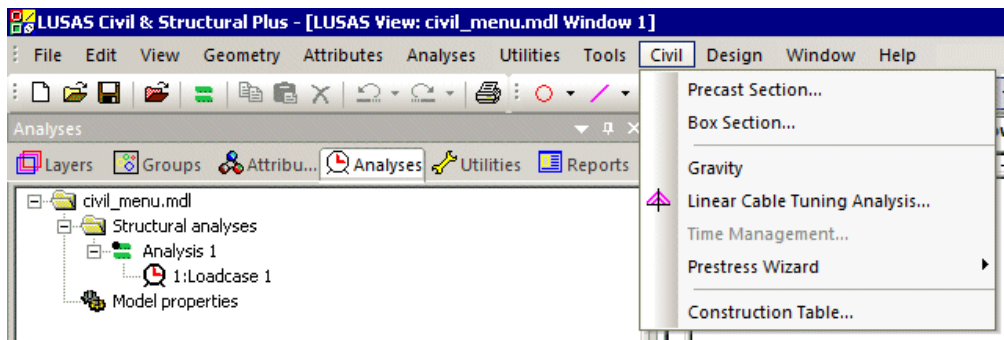 LUSAS Civil & Structural Plus - [LUSAS View: civil_menu.mdl Window 1]
File Edit View Geometry Attributes Analyses Utilities Tools Civil Design Window Help
Precast Section...
Box Section...
Gravity
Linear Cable Tuning Analysis...
Time Management...
Prestress Wizard
Construction Table...
Analyses
Layers Groups Attribu... Analyses Utilities Reports
civil_menu.mdl
Structural analyses
Analysis 1
1:Loadcase 1
Model properties